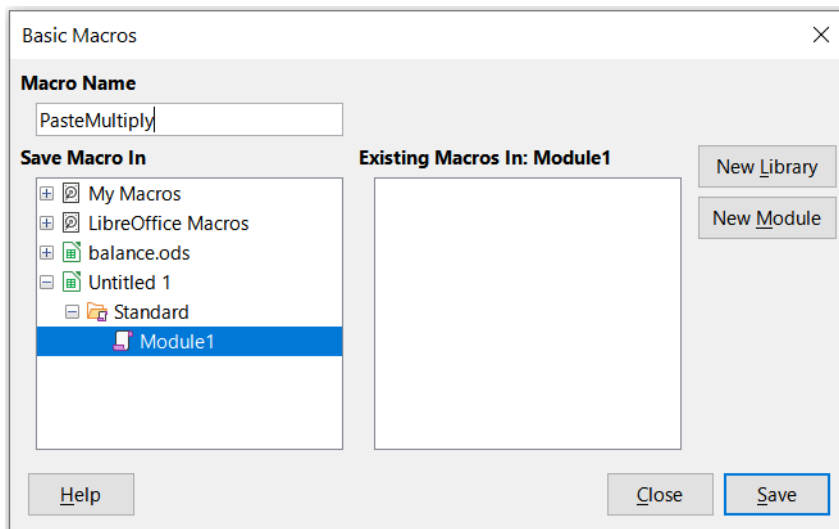 Basic Macros
Macro Name
PasteMultiply
Save Macro In
Existing Macros In: Module1
New Library
My Macros
LibreOffice Macros
New Module
balance.ods
Untitled 1
Standard
Module1
Help
Close
Save